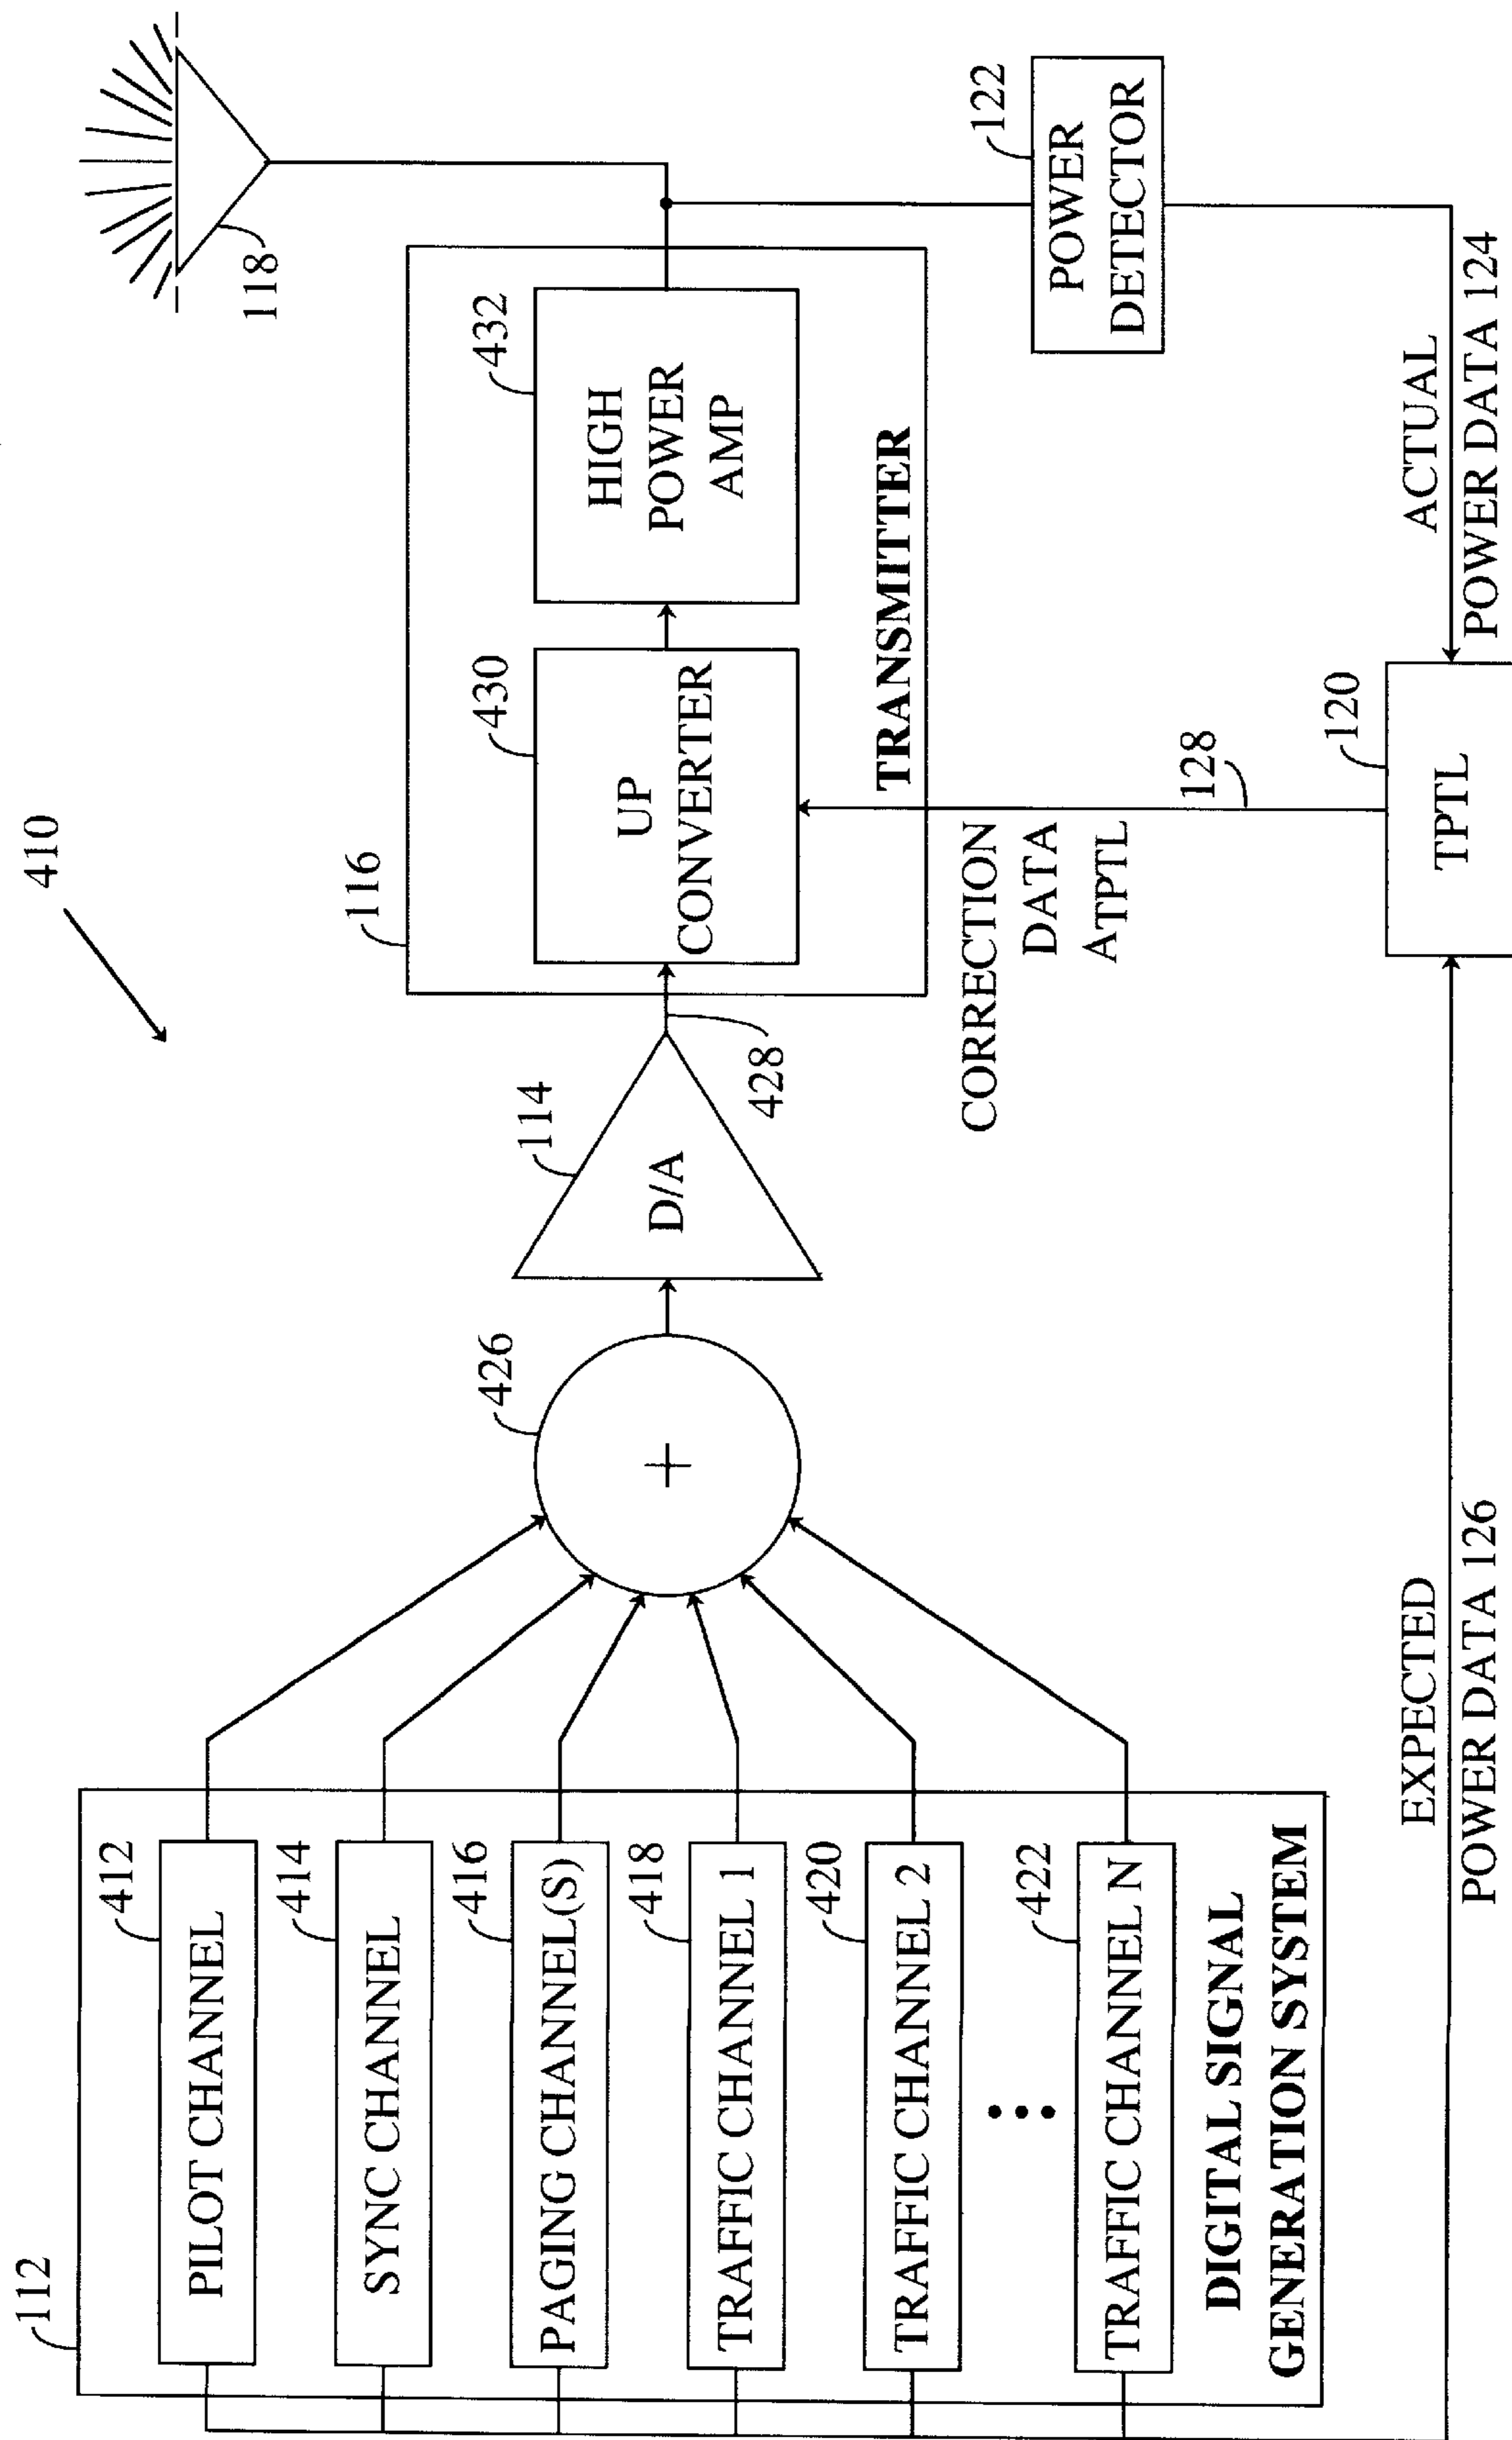 410
112
412
PILOT CHANNEL
414
SYNC CHANNEL
416
PAGING CHANNEL(S)
418
TRAFFIC CHANNEL 1
420
TRAFFIC CHANNEL 2
422
TRAFFIC CHANNEL N
DIGITAL SIGNAL
GENERATION SYSTEM
426
+
114
D/A
428
116
430
UP
CONVERTER
432
HIGH
POWER
AMP
TRANSMITTER
118
122
POWER
DETECTOR
CORRECTION
DATA
ATPTL
128
120
TPTL
ACTUAL
POWER DATA 124
EXPECTED
POWER DATA 126